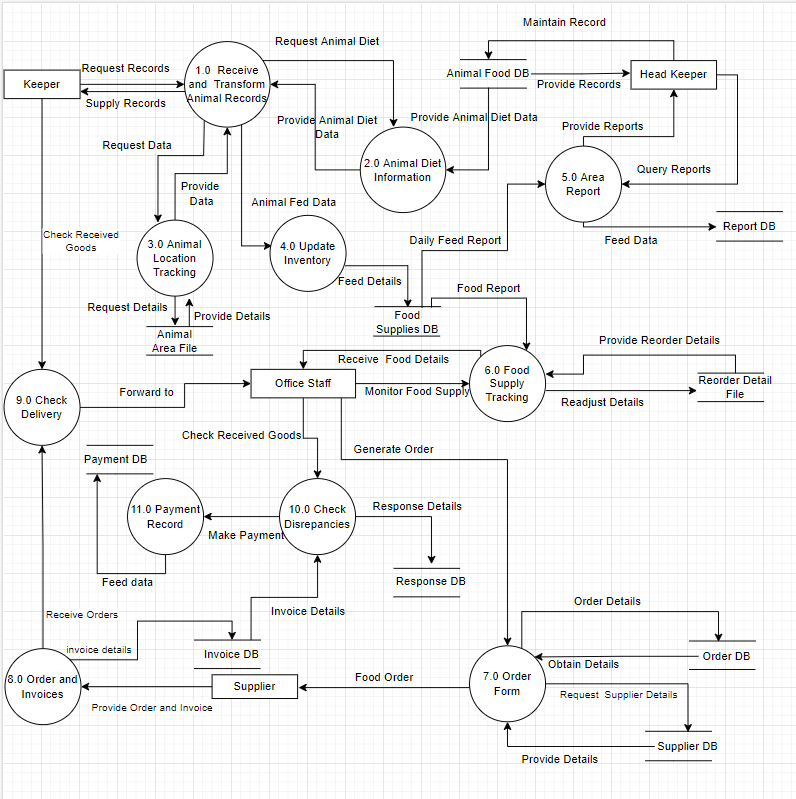 Maintain Record
Request Animal Diet
Keeper
Request Records
Supply Records
1.0 Receive
and Transform
Animal Records
Animal Food DB
Provide Records
Head Keeper
Provide Animal Diet
Data
Provide Animal Diet Data
Provide Reports
Request Data
2.0 Animal Diet
Information
5.0 Area
Report
Query Reports
Provide
Data
Animal Fed Data
Check Received
Goods
3.0 Animal
Location
Tracking
4.0 Update
Inventory
Daily Feed Report
Feed Data
Report DB
Feed Details
Food Report
Request Details
Provide Details
Food
Supplies DB
Animal
Area File
Receive Food Details
Provide Reorder Details
9.0 Check
Delivery
Forward to
Office Staff
Monitor Food Supply
6.0 Food
Supply
Tracking
Readjust Details
Reorder Detail
File
Check Received Goods
Generate Order
Payment DB
11.0 Payment
Record
Make Payment
10.0 Check
Disrepancies
Response Details
Feed data
Response DB
Receive Orders
Invoice Details
Order Details
invoice details
Invoice DB
Obtain Details
Order DB
8.0 Order and
Invoices
Supplier
Food Order
7.0 Order
Form
Request Supplier Details
Provide Order and Invoice
Supplier DB
Provide Details